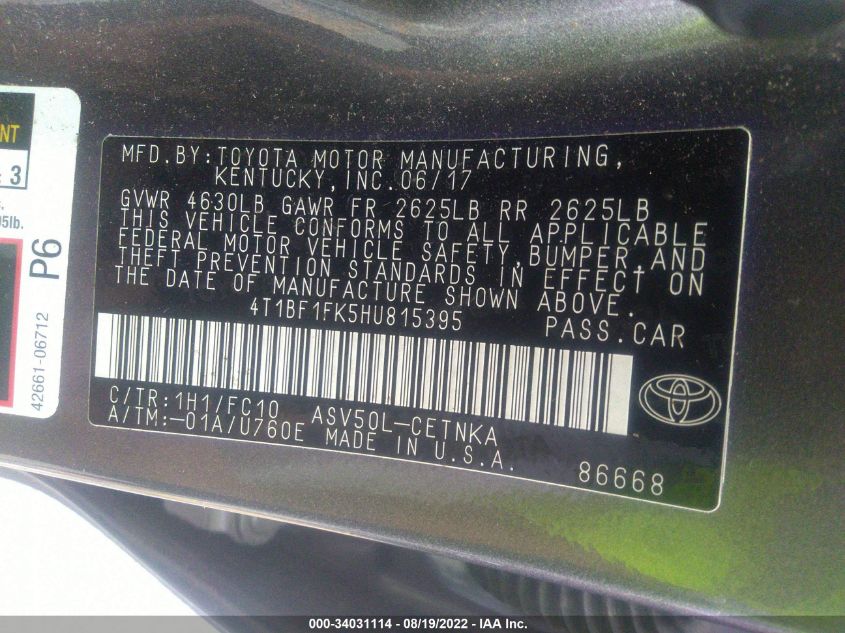 NT
: 3
s.
05lb.
P6
42661-06712
MFD.BY:TOYOTA MOTOR MANUFACTURING,
KENTUCKY,INC.06/17
GVWR 4630LB GAWR FR 2625LB RR 2625LB
THIS VEHICLE CONFORMS TO ALL APPLICABLE
FEDERAL MOTOR VEHICLE SAFETY,BUMPER,AND
THEFT PREVENTION STANDARDS IN EFFECT ON
THE DATE OF MANUFACTURE SHOWN ABOVE.
4T1BF1FK5HU815395 PASS.CAR
C/TR:1H1/FC10 ASV50L-CETNKA
A/TM:-01A/U760E MADE IN U.S.A.
86668
000-34031114 - 08/19/2022 - IAA Inc.